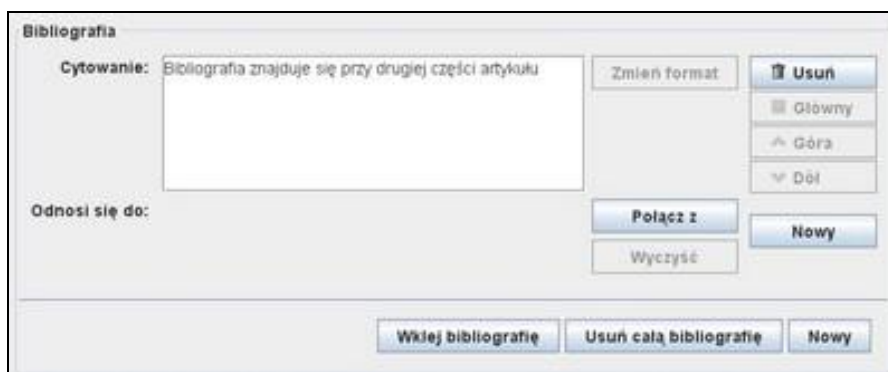 Bibliografia
Cytowanie: Bibliografia znajduje się przy drugiej części artykułu Zmień format Usuń
Główny
Góra
Dół
Odnosi się do: Połącz z Nowy
Wyczyść
Wklej bibliografię Usuń całą bibliografię Nowy